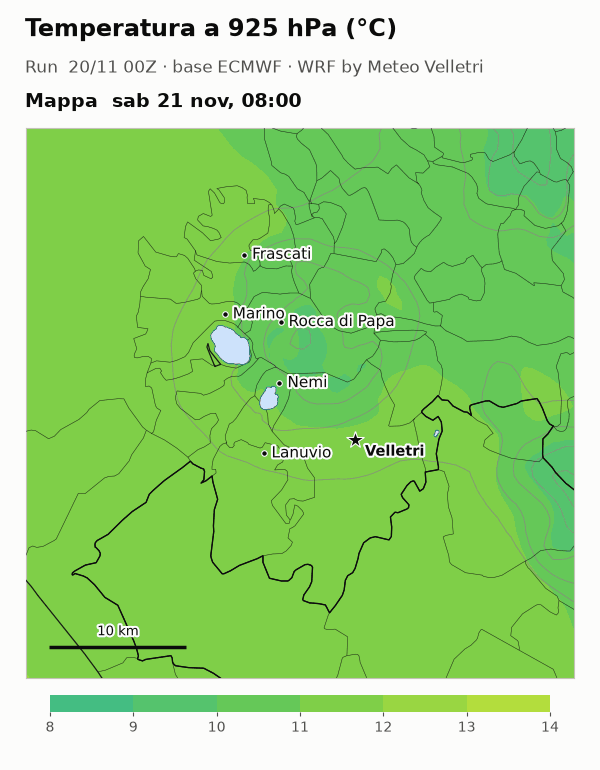 Temperatura a 925 hPa (°C)
Run  20/11 00Z · base ECMWF · WRF by Meteo Velletri
Mappa  sab 21 nov, 08:00
Frascati
Marino
Rocca di Papa
Nemi
Velletri
Lanuvio
10 km
8 9 10 11 12 13 14